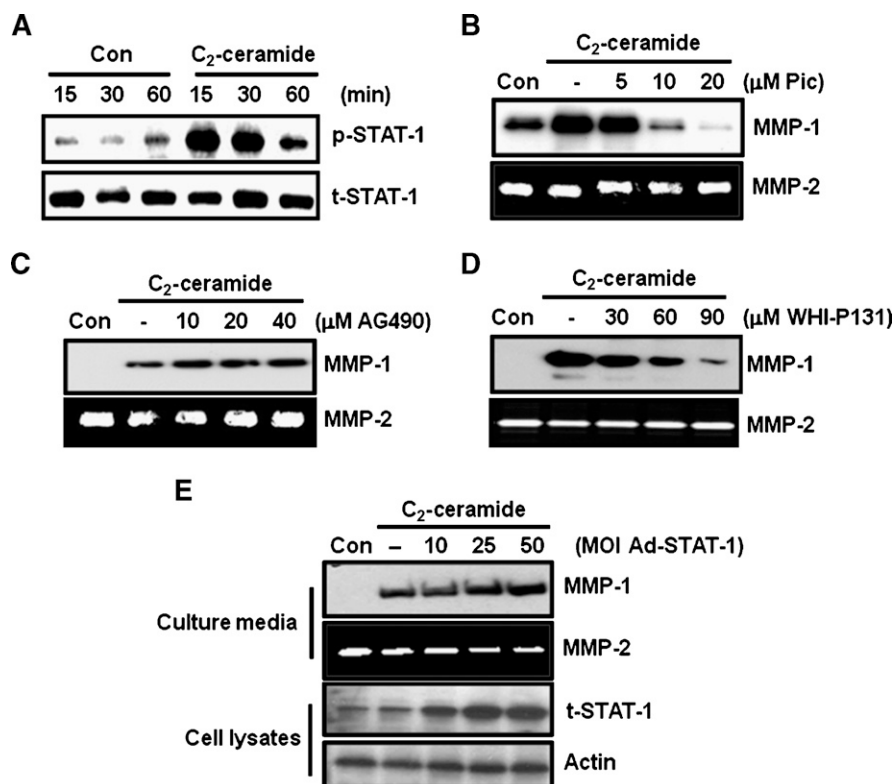 A
Con C₂-ceramide
15 30 60 15 30 60 (min)
p-STAT-1
t-STAT-1
B
C₂-ceramide
Con - 5 10 20 (μM Pic)
MMP-1
MMP-2
C
C₂-ceramide
Con - 10 20 40 (μM AG490)
MMP-1
MMP-2
D
C₂-ceramide
Con - 30 60 90 (μM WHI-P131)
MMP-1
MMP-2
E
C₂-ceramide
Con – 10 25 50 (MOI Ad-STAT-1)
MMP-1
Culture media
MMP-2
t-STAT-1
Cell lysates
Actin